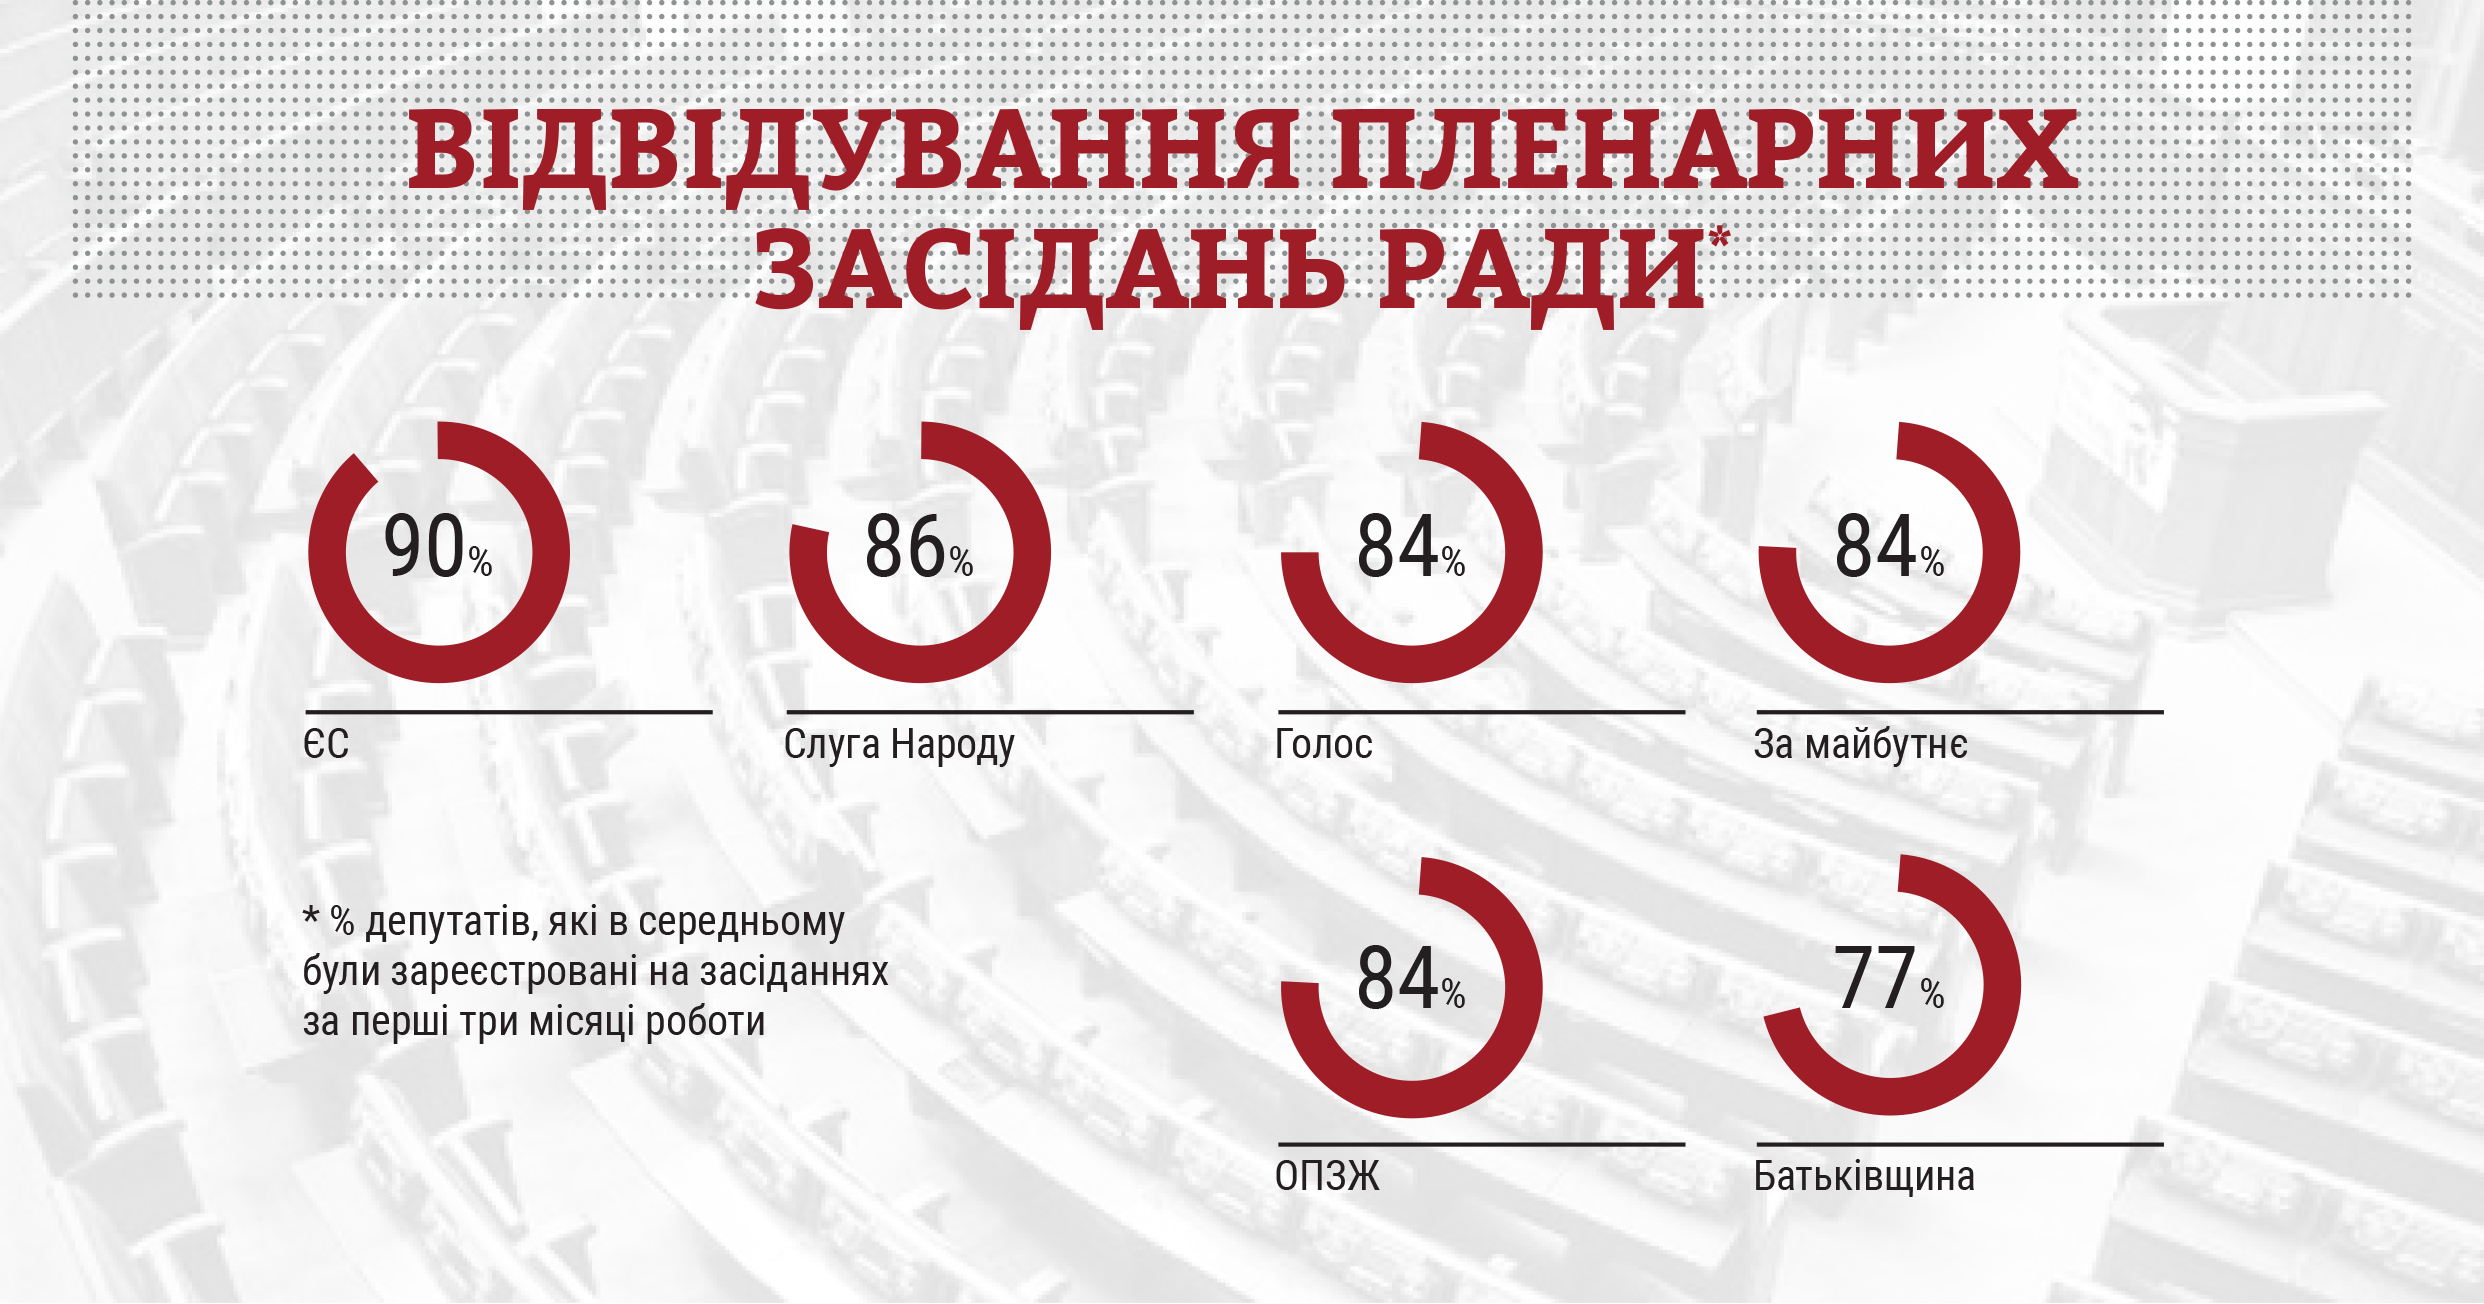 ВІДВІДУВАННЯ ПЛЕНАРНИХ
ЗАСІДАНЬ РАДИ*
90%
86%
84%
84%
ЄС
Слуга Народу
Голос
За майбутнє
* % депутатів, які в середньому
були зареєстровані на засіданнях
за перші три місяці роботи
84%
77%
ОПЗЖ
Батьківщина